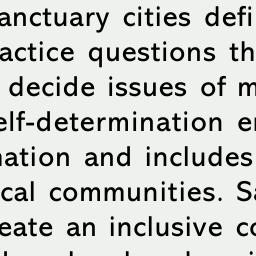 anctuary cities defi
actice questions th
decide issues of m
elf-determination e
nation and includes
cal communities. Sa
eate an inclusive co